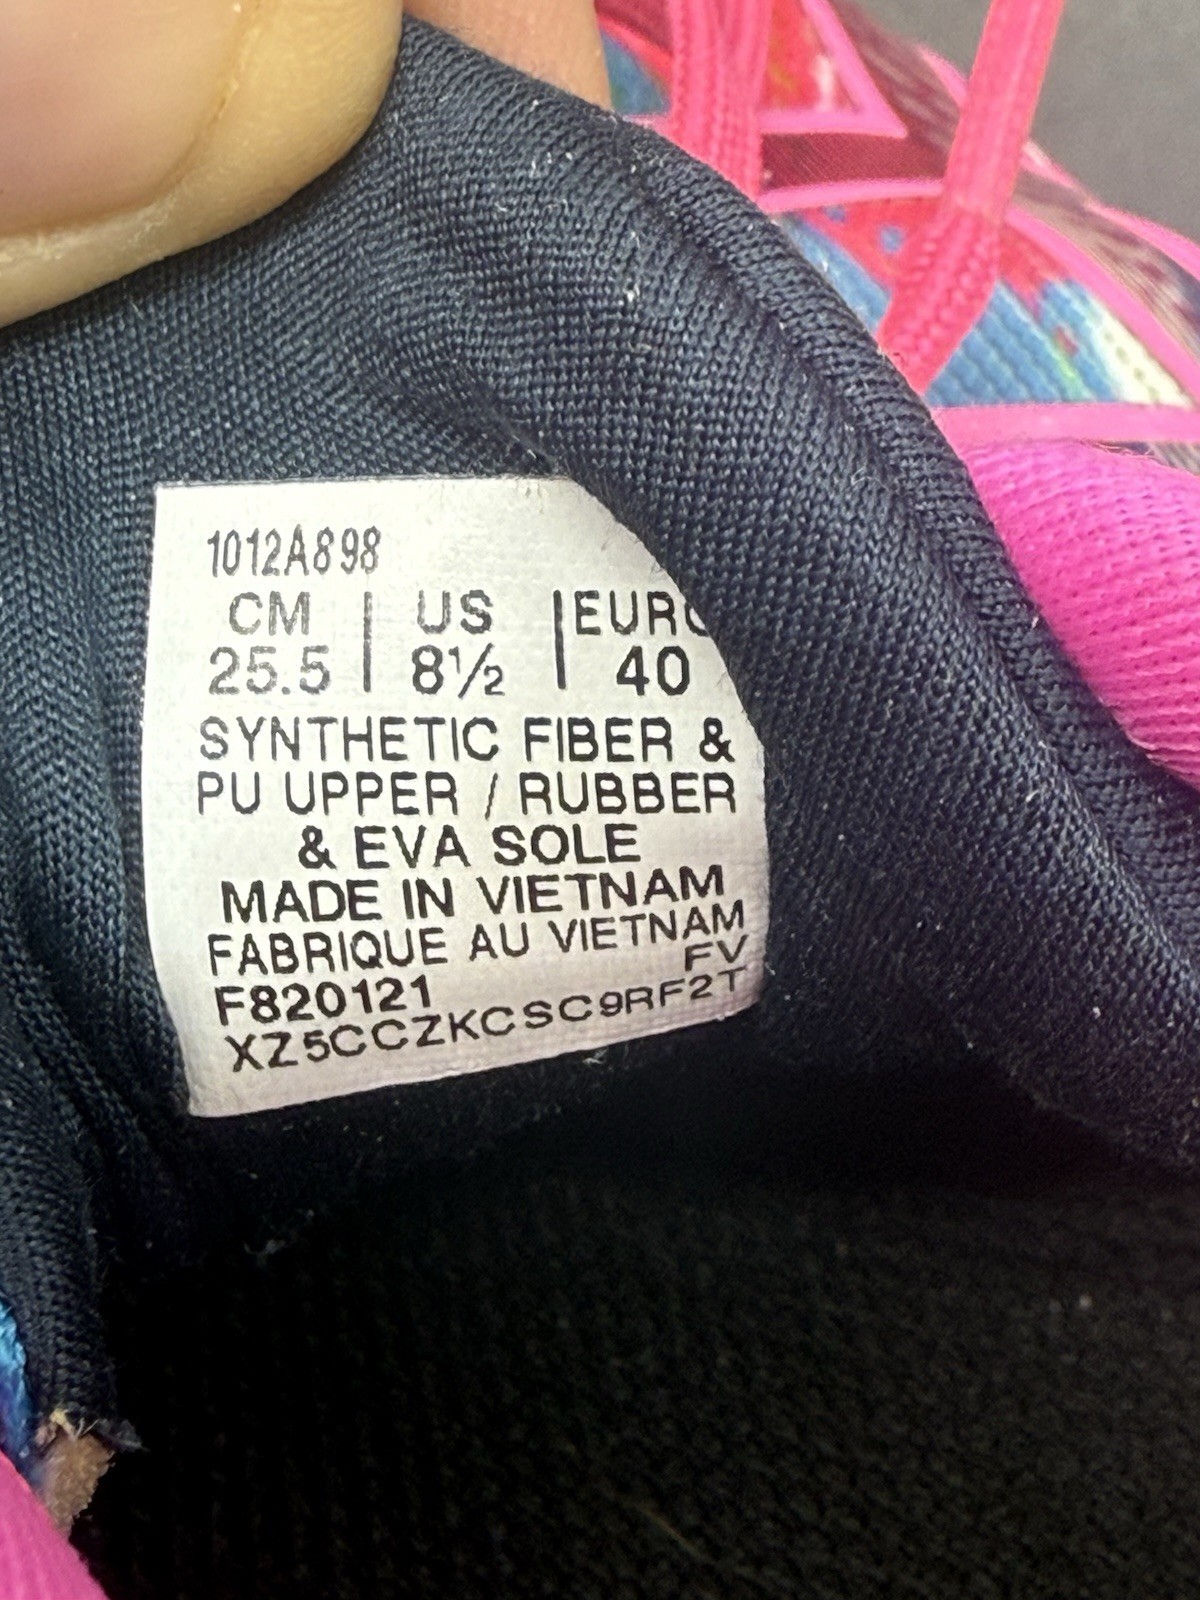 1012A898
CM | US | EURO
25.5 | 8½ | 40
SYNTHETIC FIBER &
PU UPPER / RUBBER
& EVA SOLE
MADE IN VIETNAM
FABRIQUE AU VIETNAM
FV
F820121
XZ5CCZKCSC9RF2T